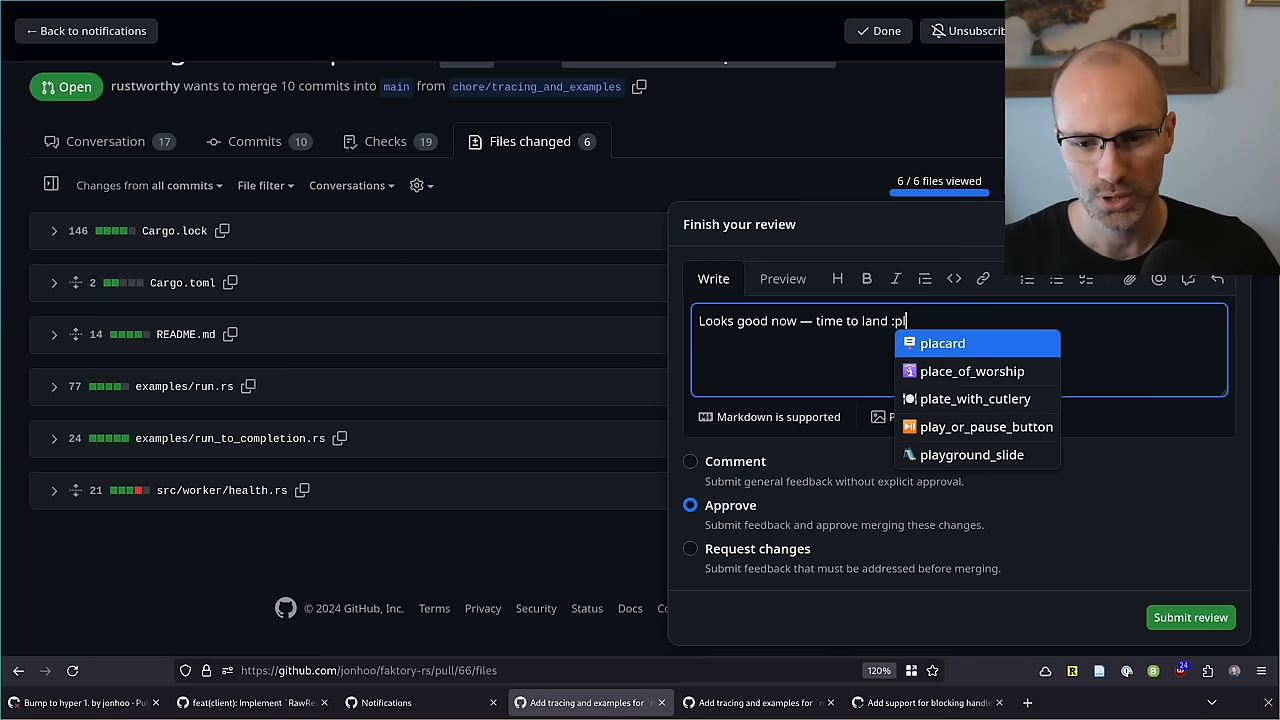 ← Back to notifications
Done
Unsubscrib
Open
rustworthy wants to merge 10 commits into main from chore/tracing_and_examples
Conversation 17
Commits 10
Checks 19
Files changed 6
Changes from all commits
File filter
Conversations
6 / 6 files viewed
146 Cargo.lock
2 Cargo.toml
14 README.md
77 examples/run.rs
24 examples/run_to_completion.rs
21 src/worker/health.rs
Finish your review
Write
Preview
Looks good now — time to land :pl
placard
place_of_worship
plate_with_cutlery
play_or_pause_button
playground_slide
Markdown is supported
P
Comment
Submit general feedback without explicit approval.
Approve
Submit feedback and approve merging these changes.
Request changes
Submit feedback that must be addressed before merging.
Submit review
© 2024 GitHub, Inc.
Terms
Privacy
Security
Status
Docs
Co
https://github.com/jonhoo/faktory-rs/pull/66/files
120%
24
Bump to hyper 1. by jonhoo · Pu
feat(client): Implement `RawRe
Notifications
Add tracing and examples for
Add tracing and examples for
Add support for blocking handle